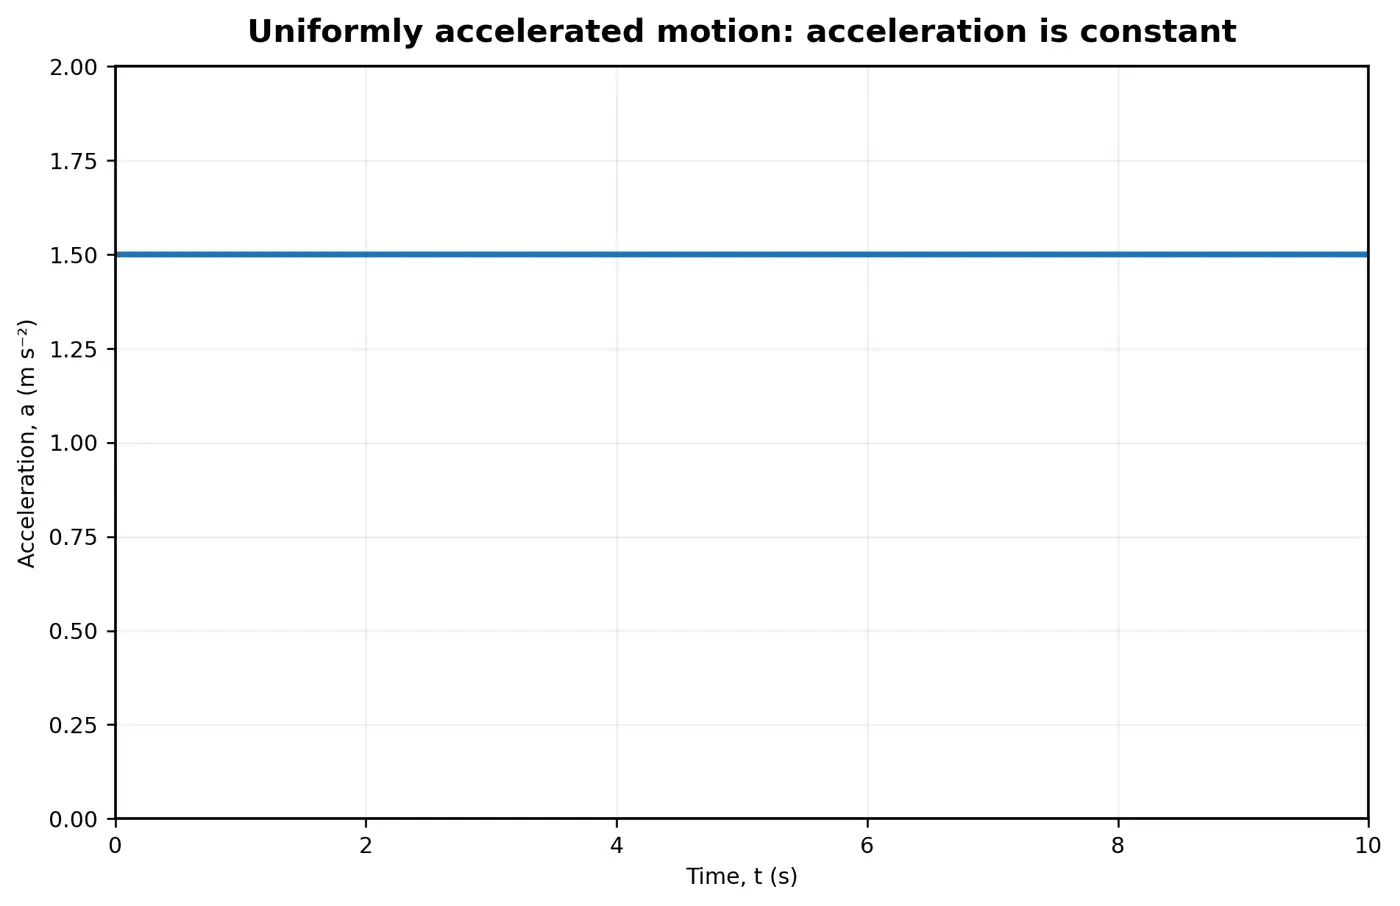 Uniformly accelerated motion: acceleration is constant
2.00
1.75
1.50
1.25
1.00
0.75
0.50
0.25
0.00
Acceleration, a (m s⁻²)
0 2 4 6 8 10
Time, t (s)